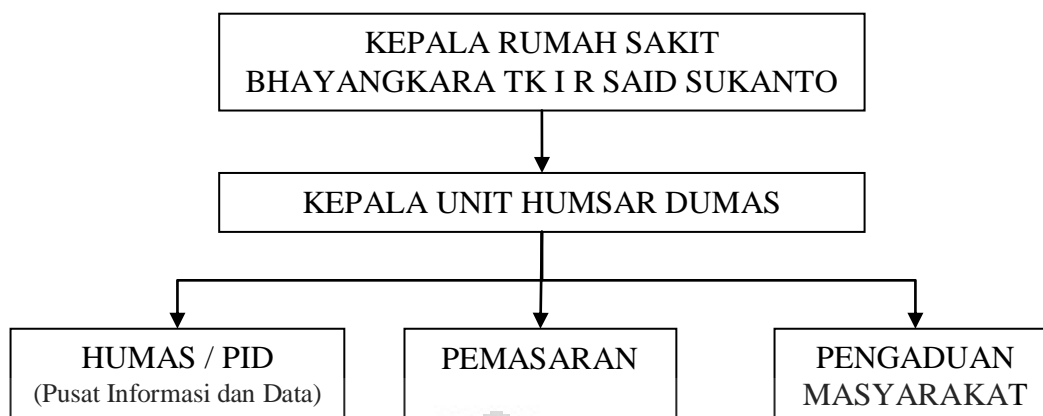 KEPALA RUMAH SAKIT
BHAYANGKARA TK I R SAID SUKANTO
KEPALA UNIT HUMSAR DUMAS
HUMAS / PID
(Pusat Informasi dan Data)
PEMASARAN
PENGADUAN
MASYARAKAT